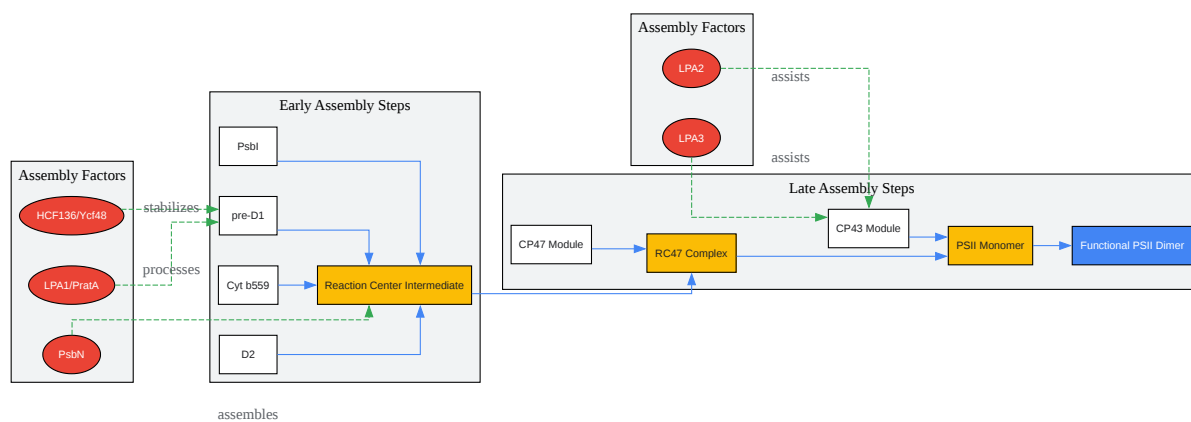 Assembly Factors
HCF136/Ycf48
LPA1/PratA
PsbN
stabilizes
processes
assembles
Early Assembly Steps
PsbI
pre-D1
Cyt b559
D2
Reaction Center Intermediate
Assembly Factors
LPA2
LPA3
assists
assists
Late Assembly Steps
CP47 Module
RC47 Complex
CP43 Module
PSII Monomer
Functional PSII Dimer